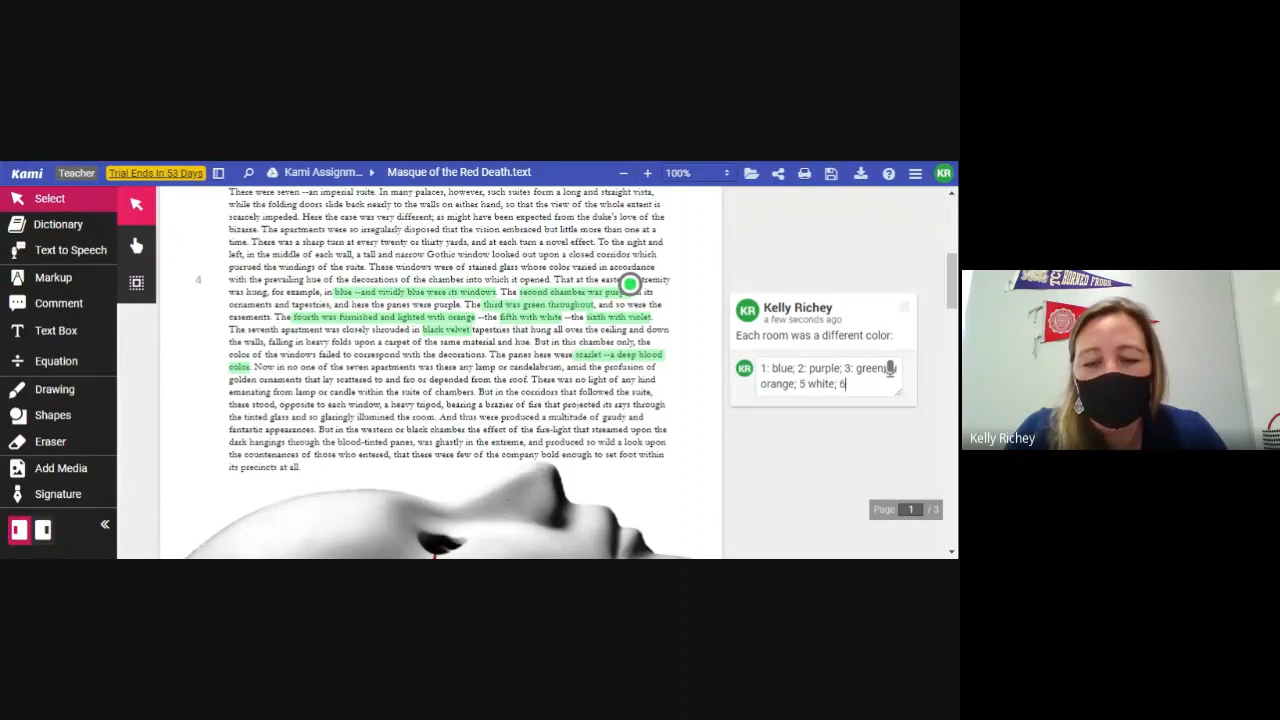 Kami Teacher Trial Ends In 53 Days Kami Assignm... Masque of the Red Death.text 100% KR
Select
Dictionary
Text to Speech
Markup
Comment
Text Box
Equation
Drawing
Shapes
Eraser
Add Media
Signature
There were seven --an imperial suite. In many palaces, however, such suites form a long and straight vista,
while the folding doors slide back nearly to the walls on either hand, so that the view of the whole extent is
scarcely impeded. Here the case was very different; as might have been expected from the duke's love of the
bizarre. The apartments were so irregularly disposed that the vision embraced but little more than one at a
time. There was a sharp turn at every twenty or thirty yards, and at each turn a novel effect. To the right and
left, in the middle of each wall, a tall and narrow Gothic window looked out upon a closed corridor which
pursued the windings of the suite. These windows were of stained glass whose color varied in accordance
4 with the prevailing hue of the decorations of the chamber into which it opened. That at the eastern extremity
was hung, for example, in blue --and vividly blue were its windows. The second chamber was purple in its
ornaments and tapestries, and here the panes were purple. The third was green throughout, and so were the
casements. The fourth was furnished and lighted with orange --the fifth with white --the sixth with violet.
The seventh apartment was closely shrouded in black velvet tapestries that hung all over the ceiling and down
the walls, falling in heavy folds upon a carpet of the same material and hue. But in this chamber only, the
color of the windows failed to correspond with the decorations. The panes here were scarlet --a deep blood
color. Now in no one of the seven apartments was there any lamp or candelabrum, amid the profusion of
golden ornaments that lay scattered to and fro or depended from the roof. There was no light of any kind
emanating from lamp or candle within the suite of chambers. But in the corridors that followed the suite,
there stood, opposite to each window, a heavy tripod, bearing a brazier of fire that projected its rays through
the tinted glass and so glaringly illumined the room. And thus were produced a multitude of gaudy and
fantastic appearances. But in the western or black chamber the effect of the fire-light that streamed upon the
dark hangings through the blood-tinted panes, was ghastly in the extreme, and produced so wild a look upon
the countenances of those who entered, that there were few of the company bold enough to set foot within
its precincts at all.
KR Kelly Richey
a few seconds ago
Each room was a different color:
KR 1: blue; 2: purple; 3: green;
orange; 5 white; 6
Page 1 / 3
HORNED FROGS
Kelly Richey